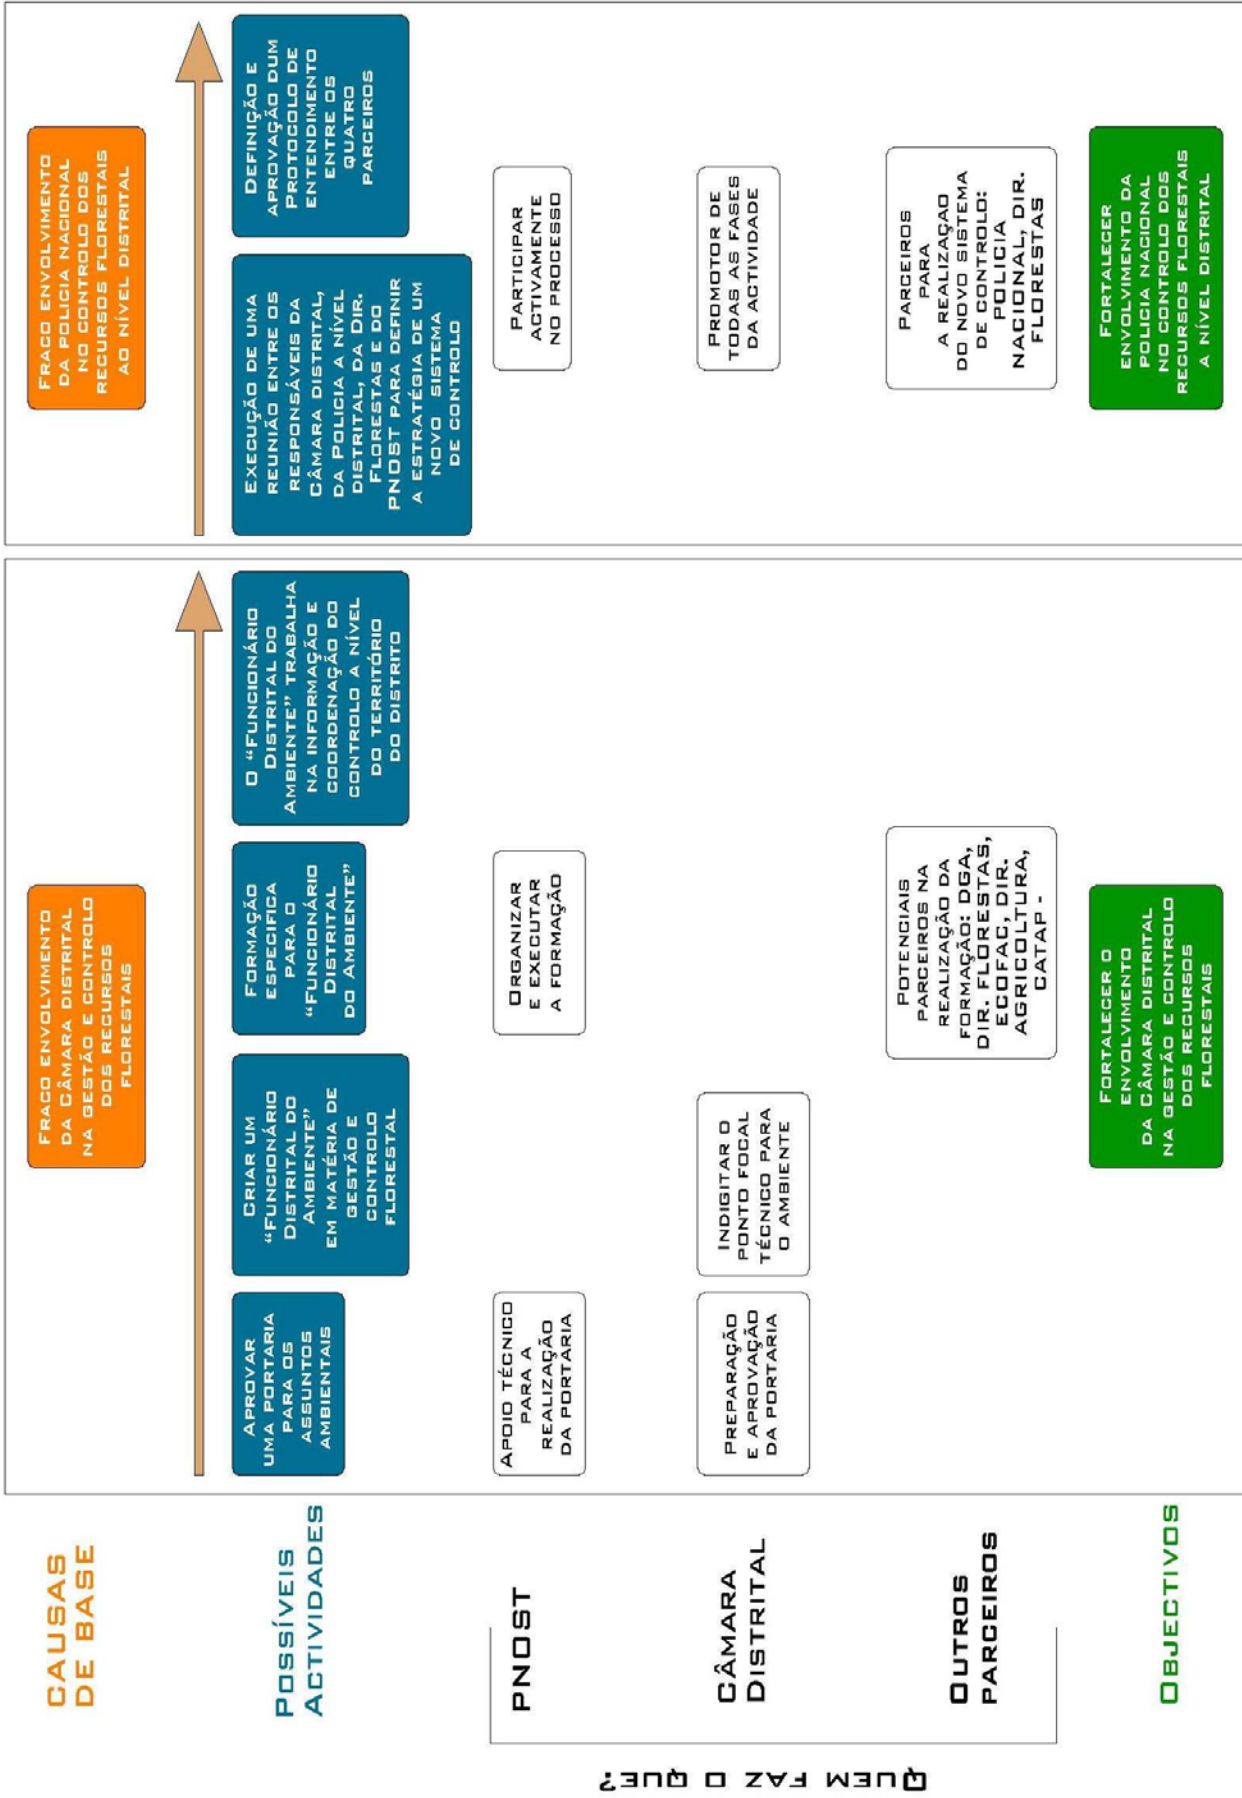 CAUSAS
DE BASE
FRACO ENVOLVIMENTO
DA CÂMARA DISTRITAL
NA GESTÃO E CONTROLO
DOS RECURSOS
FLORESTAIS
FRACO ENVOLVIMENTO
DA POLICIA NACIONAL
NO CONTROLO DOS
RECURSOS FLORESTAIS
AO NÍVEL DISTRITAL
POSSÍVEIS
ACTIVIDADES
APROVAR
UMA PORTARIA
PARA OS
ASSUNTOS
AMBIENTAIS
CRIAR UM
“FUNCIONÁRIO
DISTRITAL DO
AMBIENTE”
EM MATÉRIA DE
GESTÃO E
CONTROLO
FLORESTAL
FORMAÇÃO
ESPECIFICA
PARA O
“FUNCIONÁRIO
DISTRITAL
DO AMBIENTE”
O “FUNCIONÁRIO
DISTRITAL DO
AMBIENTE” TRABALHA
NA INFORMAÇÃO E
COORDENAÇÃO DO
CONTROLO A NÍVEL
DO TERRITÓRIO
DO DISTRITO
EXECUÇÃO DE UMA
REUNIÃO ENTRE OS
RESPONSÁVEIS DA
CÂMARA DISTRITAL,
DA POLICIA A NÍVEL
DISTRITAL, DA DIR.
FLORESTAS E DO
PNOST PARA DEFINIR
A ESTRATÉGIA DE UM
NOVO SISTEMA
DE CONTROLO
DEFINIÇÃO E
APROVAÇÃO DUM
PROTOCOLO DE
ENTENDIMENTO
ENTRE OS
QUATRO
PARCEIROS
QUEM FAZ O QUE?
PNOST
APOIO TÉCNICO
PARA A
REALIZAÇÃO
DA PORTARIA
ORGANIZAR
E EXECUTAR
A FORMAÇÃO
PARTICIPAR
ACTIVAMENTE
NO PROCESSO
CÂMARA
DISTRITAL
PREPARAÇÃO
E APROVAÇÃO
DA PORTARIA
INDIGITAR O
PONTO FOCAL
TÉCNICO PARA
O AMBIENTE
PROMOTOR DE
TODAS AS FASES
DA ACTIVIDADE
OUTROS
PARCEIROS
POTENCIAIS
PARCEIROS NA
REALIZAÇÃO DA
FORMAÇÃO: DGA,
DIR. FLORESTAS,
ECOFAC, DIR.
AGRICOLTURA,
CATAP -
PARCEIROS
PARA
A REALIZAÇÃO
DO NOVO SISTEMA
DE CONTROLO:
POLICIA
NACIONAL, DIR.
FLORESTAS
OBJECTIVOS
FORTALECER O
ENVOLVIMENTO
DA CÂMARA DISTRITAL
NA GESTÃO E CONTROLO
DOS RECURSOS
FLORESTAIS
FORTALECER
ENVOLVIMENTO DA
POLICIA NACIONAL
NO CONTROLO DOS
RECURSOS FLORESTAIS
A NÍVEL DISTRITAL